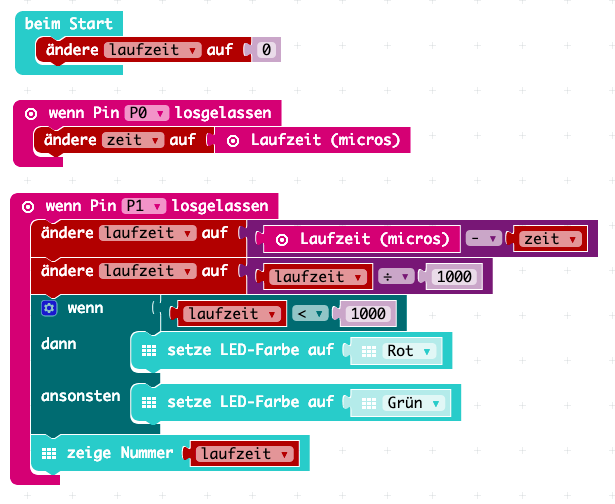 beim Start
ändere laufzeit auf 0
wenn Pin P0 losgelassen
ändere zeit auf Laufzeit (micros)
wenn Pin P1 losgelassen
ändere laufzeit auf Laufzeit (micros) - zeit
ändere laufzeit auf laufzeit ÷ 1000
wenn laufzeit < 1000
dann setze LED-Farbe auf Rot
ansonsten setze LED-Farbe auf Grün
zeige Nummer laufzeit